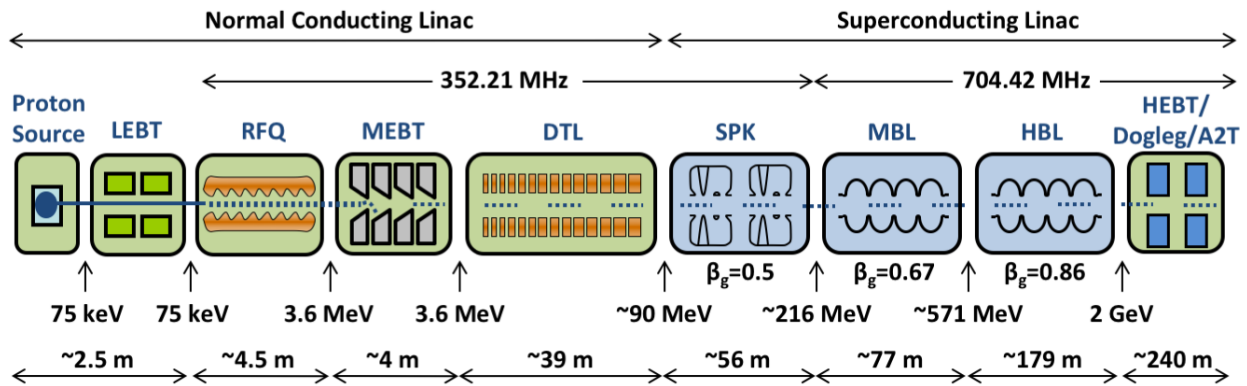 Normal Conducting Linac
Superconducting Linac
352.21 MHz
704.42 MHz
Proton
Source
LEBT
RFQ
MEBT
DTL
SPK
MBL
HBL
HEBT/
Dogleg/A2T
βg=0.5
βg=0.67
βg=0.86
75 keV
75 keV
3.6 MeV
3.6 MeV
~90 MeV
~216 MeV
~571 MeV
2 GeV
~2.5 m
~4.5 m
~4 m
~39 m
~56 m
~77 m
~179 m
~240 m